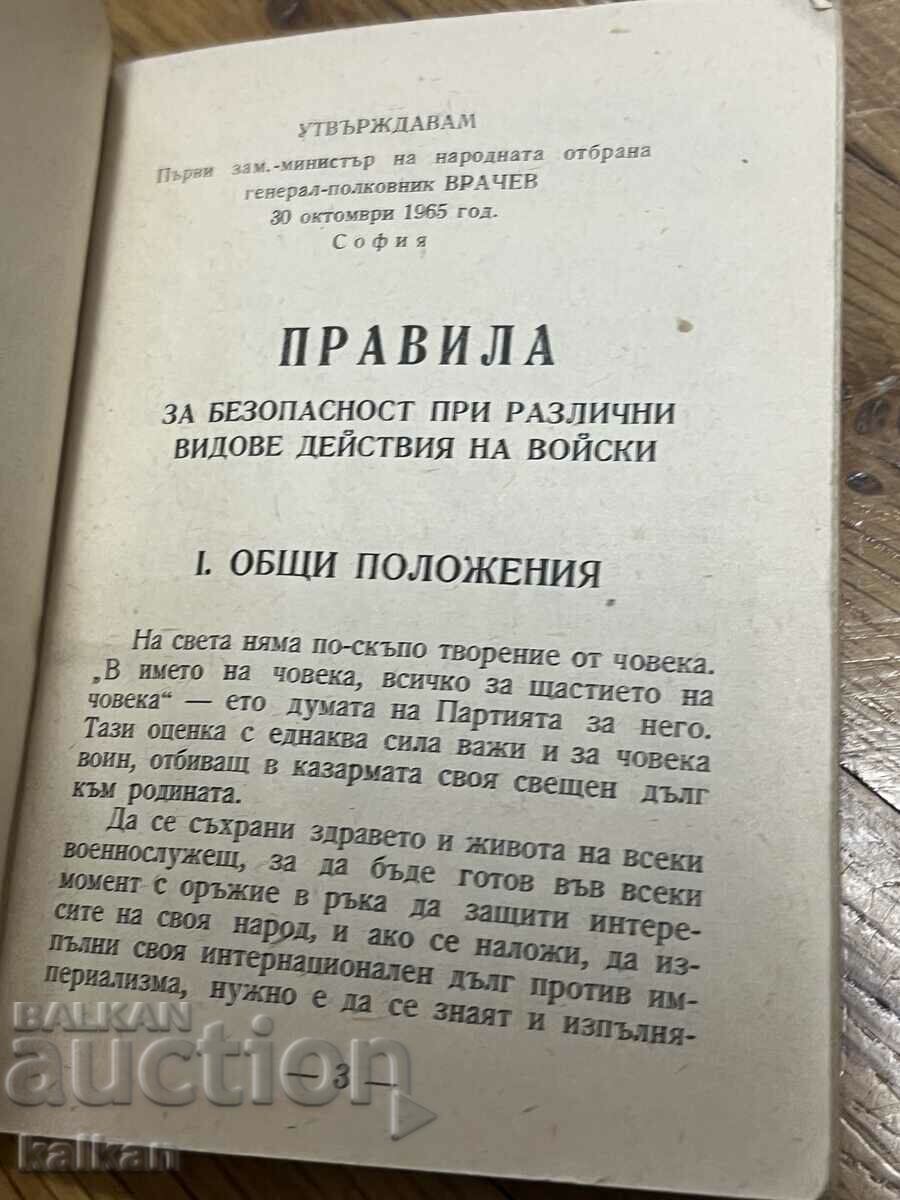 УТВЪРЖДАВАМ
Първи зам.-министър на народната отбрана
генерал-полковник ВРАЧЕВ
30 октомври 1965 год.
София
ПРАВИЛА
ЗА БЕЗОПАСНОСТ ПРИ РАЗЛИЧНИ
ВИДОВЕ ДЕЙСТВИЯ НА ВОЙСКИ
I. ОБЩИ ПОЛОЖЕНИЯ
На света няма по-скъпо творение от човека.
„В името на човека, всичко за щастието на
човека“ — ето думата на Партията за него.
Тази оценка с еднаква сила важи и за човека
воин, отбиващ в казармата своя свещен дълг
към родината.
Да се съхрани здравето и живота на всеки
военнослужещ, за да бъде готов във всеки
момент с оръжие в ръка да защити интере-
сите на своя народ, и ако се наложи, да из-
пълни своя интернационален дълг против им-
периализма, нужно е да се знаят и изпълня-
— 3 —
BALKAN
auction
kalkan